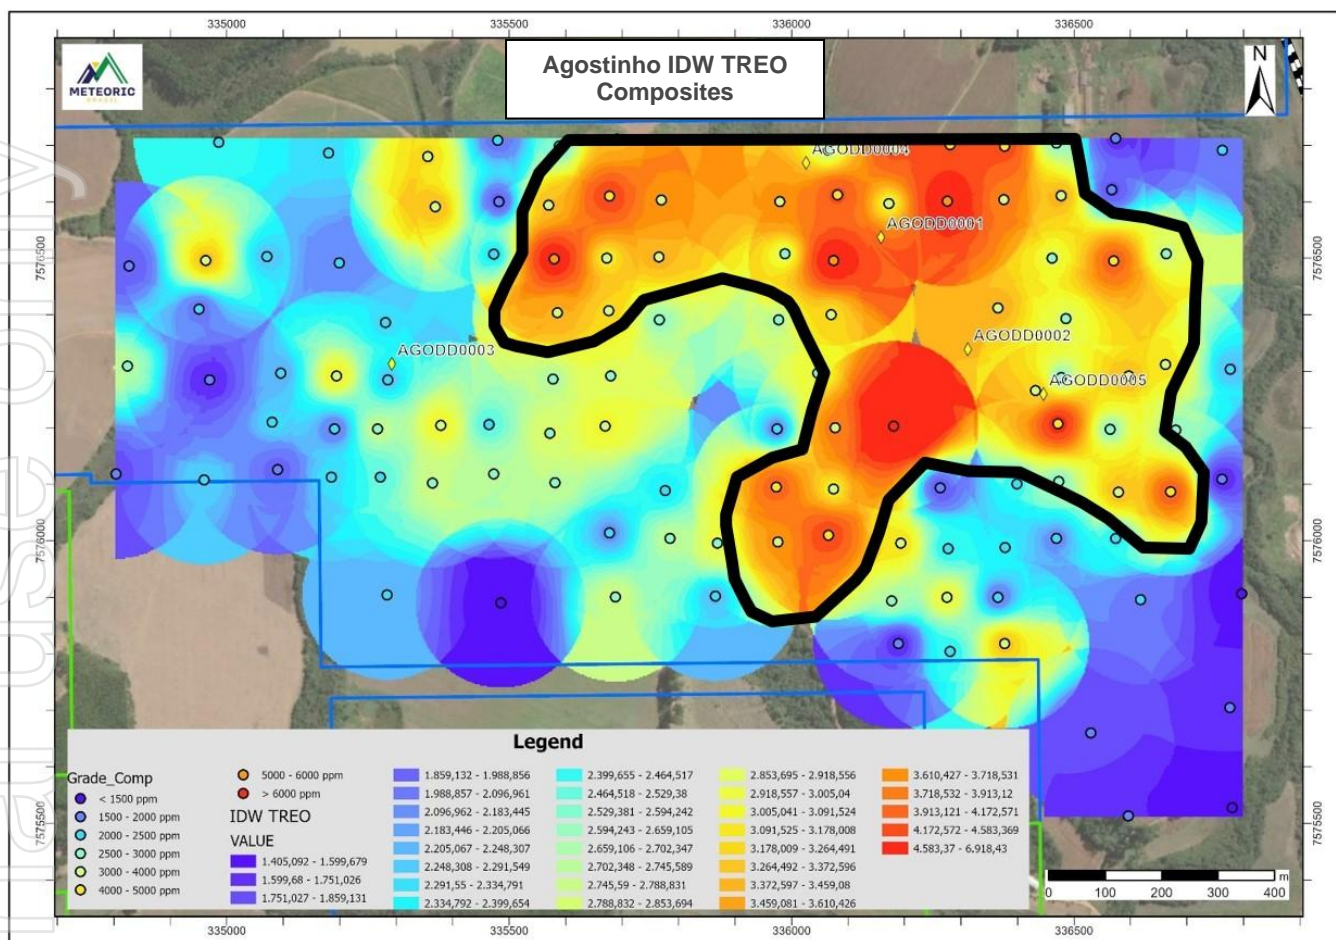 335000
335500
336000
336500
METEORIC
BRASIL
Agostinho IDW TREO
Composites
N
AGODD0004
AGODD0001
7576500
7576500
AGODD0002
AGODD0003
AGODD0005
7576000
7576000
7575500
7575500
Legend
Grade_Comp
< 1500 ppm
1500 - 2000 ppm
2000 - 2500 ppm
2500 - 3000 ppm
3000 - 4000 ppm
4000 - 5000 ppm
5000 - 6000 ppm
> 6000 ppm
IDW TREO
VALUE
1.405,092 - 1.599,679
1.599,68 - 1.751,026
1.751,027 - 1.859,131
1.859,132 - 1.988,856
1.988,857 - 2.096,961
2.096,962 - 2.183,445
2.183,446 - 2.205,066
2.205,067 - 2.248,307
2.248,308 - 2.291,549
2.291,55 - 2.334,791
2.334,792 - 2.399,654
2.399,655 - 2.464,517
2.464,518 - 2.529,38
2.529,381 - 2.594,242
2.594,243 - 2.659,105
2.659,106 - 2.702,347
2.702,348 - 2.745,589
2.745,59 - 2.788,831
2.788,832 - 2.853,694
2.853,695 - 2.918,556
2.918,557 - 3.005,04
3.005,041 - 3.091,524
3.091,525 - 3.178,008
3.178,009 - 3.264,491
3.264,492 - 3.372,596
3.372,597 - 3.459,08
3.459,081 - 3.610,426
3.610,427 - 3.718,531
3.718,532 - 3.913,12
3.913,121 - 4.172,571
4.172,572 - 4.583,369
4.583,37 - 6.918,43
m
0 100 200 300 400
335000
335500
336000
336500
For personal use only